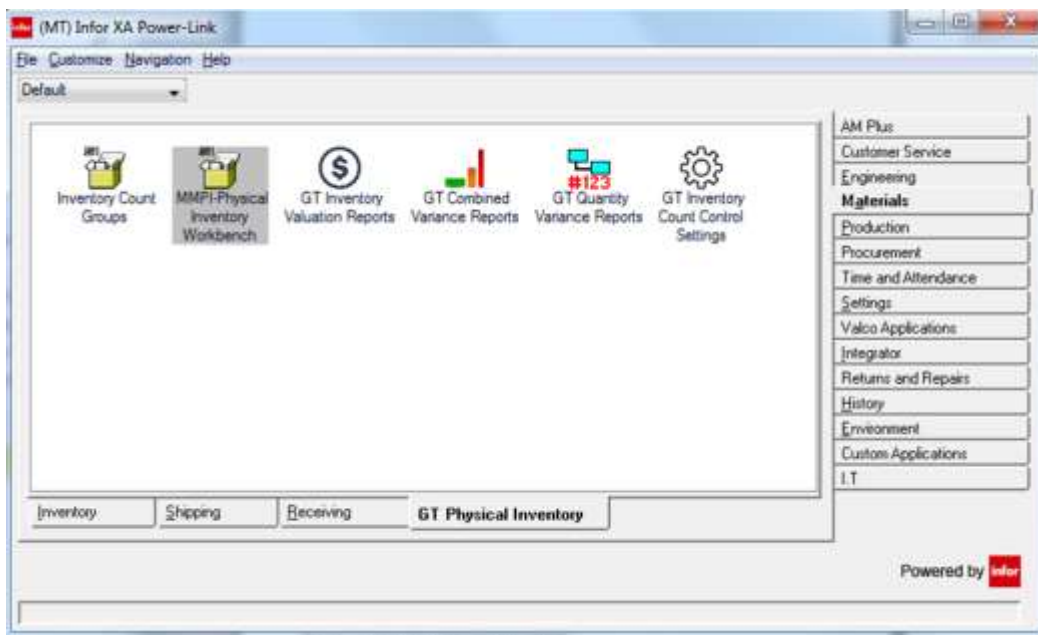 infor (MT) Infor XA Power-Link
File Customize Navigation Help
Default
Inventory Count
Groups
MMPI-Physical
Inventory
Workbench
$
GT Inventory
Valuation Reports
GT Combined
Variance Reports
#123
GT Quantity
Variance Reports
GT Inventory
Count Control
Settings
AM Plus
Customer Service
Engineering
Materials
Production
Procurement
Time and Attendance
Settings
Valco Applications
Integrator
Returns and Repairs
History
Environment
Custom Applications
I.T
Inventory Shipping Receiving GT Physical Inventory
Powered by infor